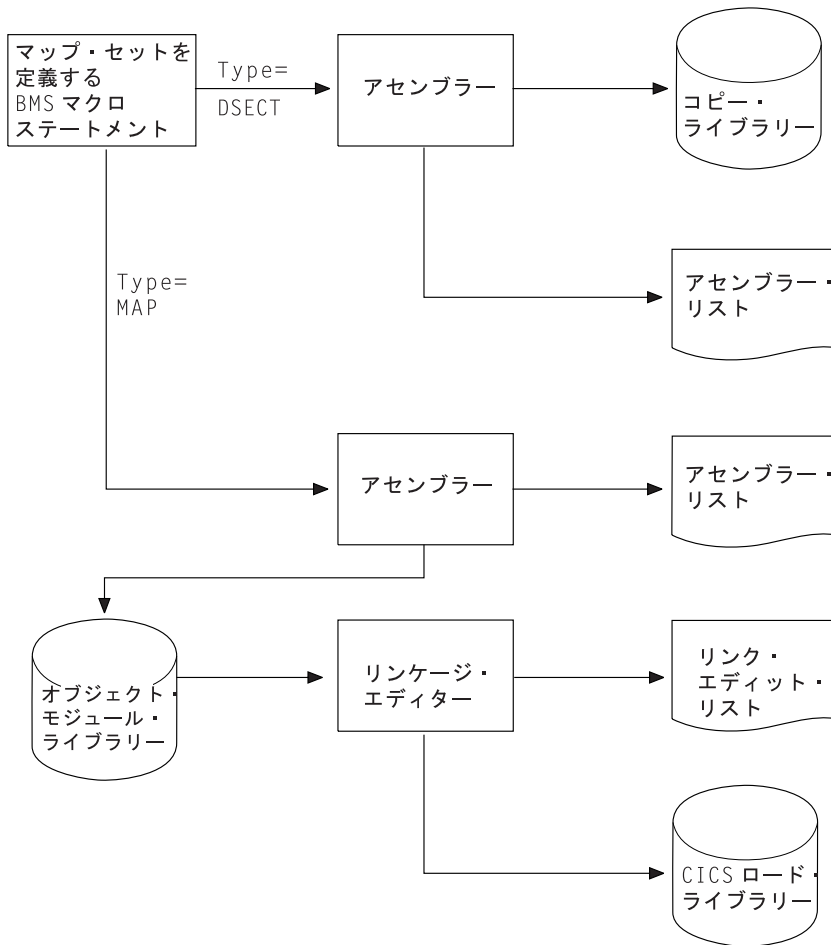 マップ・セットを
定義する
BMS マクロ
ステートメント
Type=
DSECT
アセンブラー
コピー・
ライブラリー
Type=
MAP
アセンブラー・
リスト
アセンブラー
アセンブラー・
リスト
オブジェクト・
モジュール・
ライブラリー
リンケージ・
エディター
リンク・
エディット・
リスト
CICS ロード・
ライブラリー